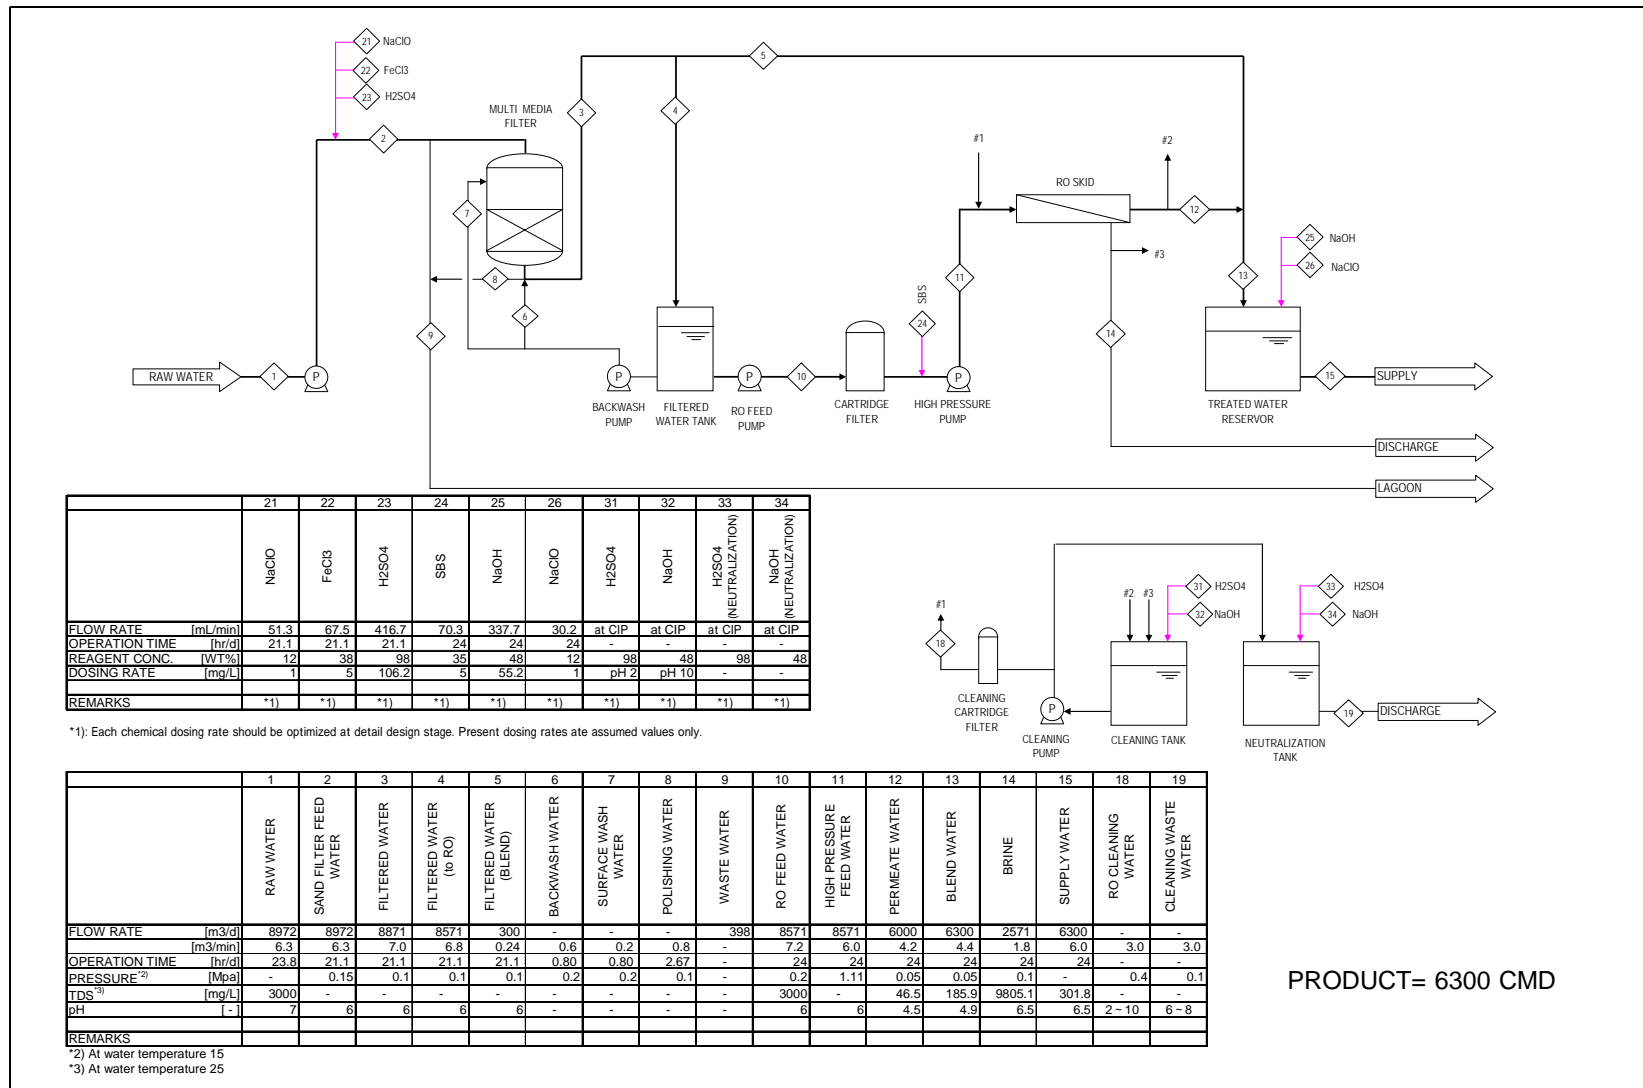 21 NaClO
22 FeCl3
23 H2SO4
MULTI MEDIA
FILTER
2
3
4
5
#1
#2
RO SKID
7
12
25 NaOH
26 NaClO
#3
8
11
13
6
9
SBS
24
14
RAW WATER
1
P
P
P
10
P
15
SUPPLY
BACKWASH
PUMP
FILTERED
WATER TANK
RO FEED
PUMP
CARTRIDGE
FILTER
HIGH PRESSURE
PUMP
TREATED WATER
RESERVOR
DISCHARGE
LAGOON
21 22 23 24 25 26 31 32 33 34
NaClO FeCl3 H2SO4 SBS NaOH NaClO H2SO4 NaOH H2SO4 (NEUTRALIZATION) NaOH (NEUTRALIZATION)
FLOW RATE [mL/min] 51.3 67.5 416.7 70.3 337.7 30.2 at CIP at CIP at CIP at CIP
OPERATION TIME [hr/d] 21.1 21.1 21.1 24 24 24 - - - -
REAGENT CONC. [WT%] 12 38 98 35 48 12 98 48 98 48
DOSING RATE [mg/L] 1 5 106.2 5 55.2 1 pH 2 pH 10 - -
REMARKS *1) *1) *1) *1) *1) *1) *1) *1) *1) *1)
*1): Each chemical dosing rate should be optimized at detail design stage. Present dosing rates ate assumed values only.
#1
18
CLEANING
CARTRIDGE
FILTER
P
CLEANING
PUMP
#2 #3
31 H2SO4
32 NaOH
CLEANING TANK
33 H2SO4
34 NaOH
NEUTRALIZATION
TANK
19
DISCHARGE
1 2 3 4 5 6 7 8 9 10 11 12 13 14 15 18 19
RAW WATER
SAND FILTER FEED WATER
FILTERED WATER
FILTERED WATER (to RO)
FILTERED WATER (BLEND)
BACKWASH WATER
SURFACE WASH WATER
POLISHING WATER
WASTE WATER
RO FEED WATER
HIGH PRESSURE FEED WATER
PERMEATE WATER
BLEND WATER
BRINE
SUPPLY WATER
RO CLEANING WATER
CLEANING WASTE WATER
FLOW RATE [m3/d] 8972 8972 8871 8571 300 - - - 398 8571 8571 6000 6300 2571 6300 - -
[m3/min] 6.3 6.3 7.0 6.8 0.24 0.6 0.2 0.8 - 7.2 6.0 4.2 4.4 1.8 6.0 3.0 3.0
OPERATION TIME [hr/d] 23.8 21.1 21.1 21.1 21.1 0.80 0.80 2.67 - 24 24 24 24 24 24 - -
PRESSURE*2) [Mpa] - 0.15 0.1 0.1 0.1 0.2 0.2 0.1 - 0.2 1.11 0.05 0.05 0.1 - 0.4 0.1
TDS*3) [mg/L] 3000 - - - - - - - - 3000 - 46.5 185.9 9805.1 301.8 - -
pH [ - ] 7 6 6 6 6 - - - - 6 6 4.5 4.9 6.5 6.5 2 ~ 10 6 ~ 8
REMARKS
*2) At water temperature 15
*3) At water temperature 25
PRODUCT= 6300 CMD